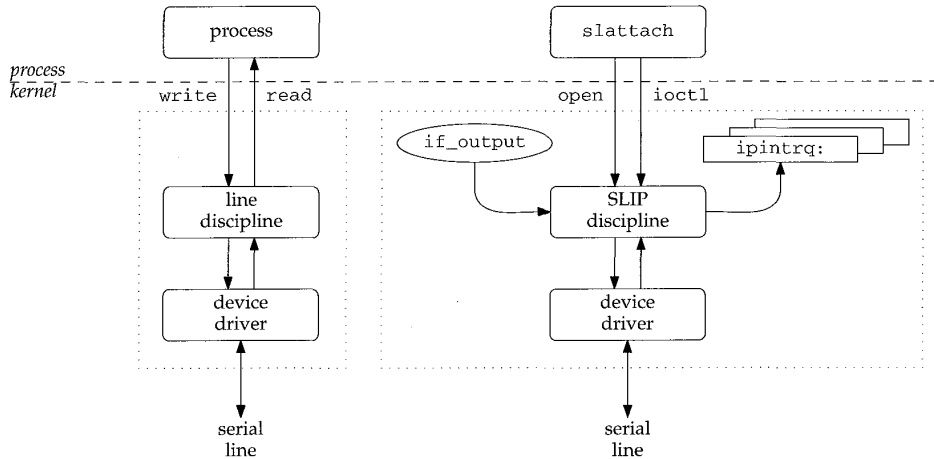 process
slattach
process
kernel
write
read
open
ioctl
if_output
ipintrq:
line
discipline
SLIP
discipline
device
driver
device
driver
serial
line
serial
line